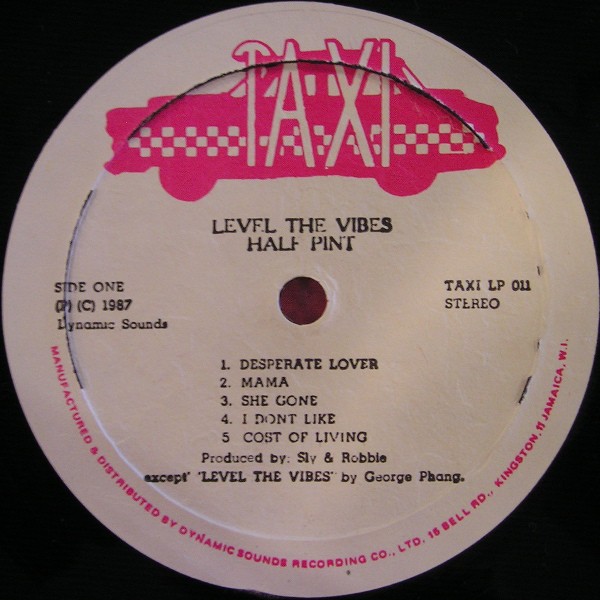 TAXI
LEVEL THE VIBES
HALF PINT
SIDE ONE
(P) (C) 1987
Dynamic Sounds
TAXI LP 011
STEREO
1. DESPERATE LOVER
2. MAMA
3. SHE GONE
4. I DONT LIKE
5 COST OF LIVING
Produced by: Sly & Robbie
except' 'LEVEL THE VIBES' by George Phang.
MANUFACTURED & DISTRIBUTED BY DYNAMIC SOUNDS RECORDING CO., LTD. 15 BELL RD., KINGSTON, 11 JAMAICA, W.I.